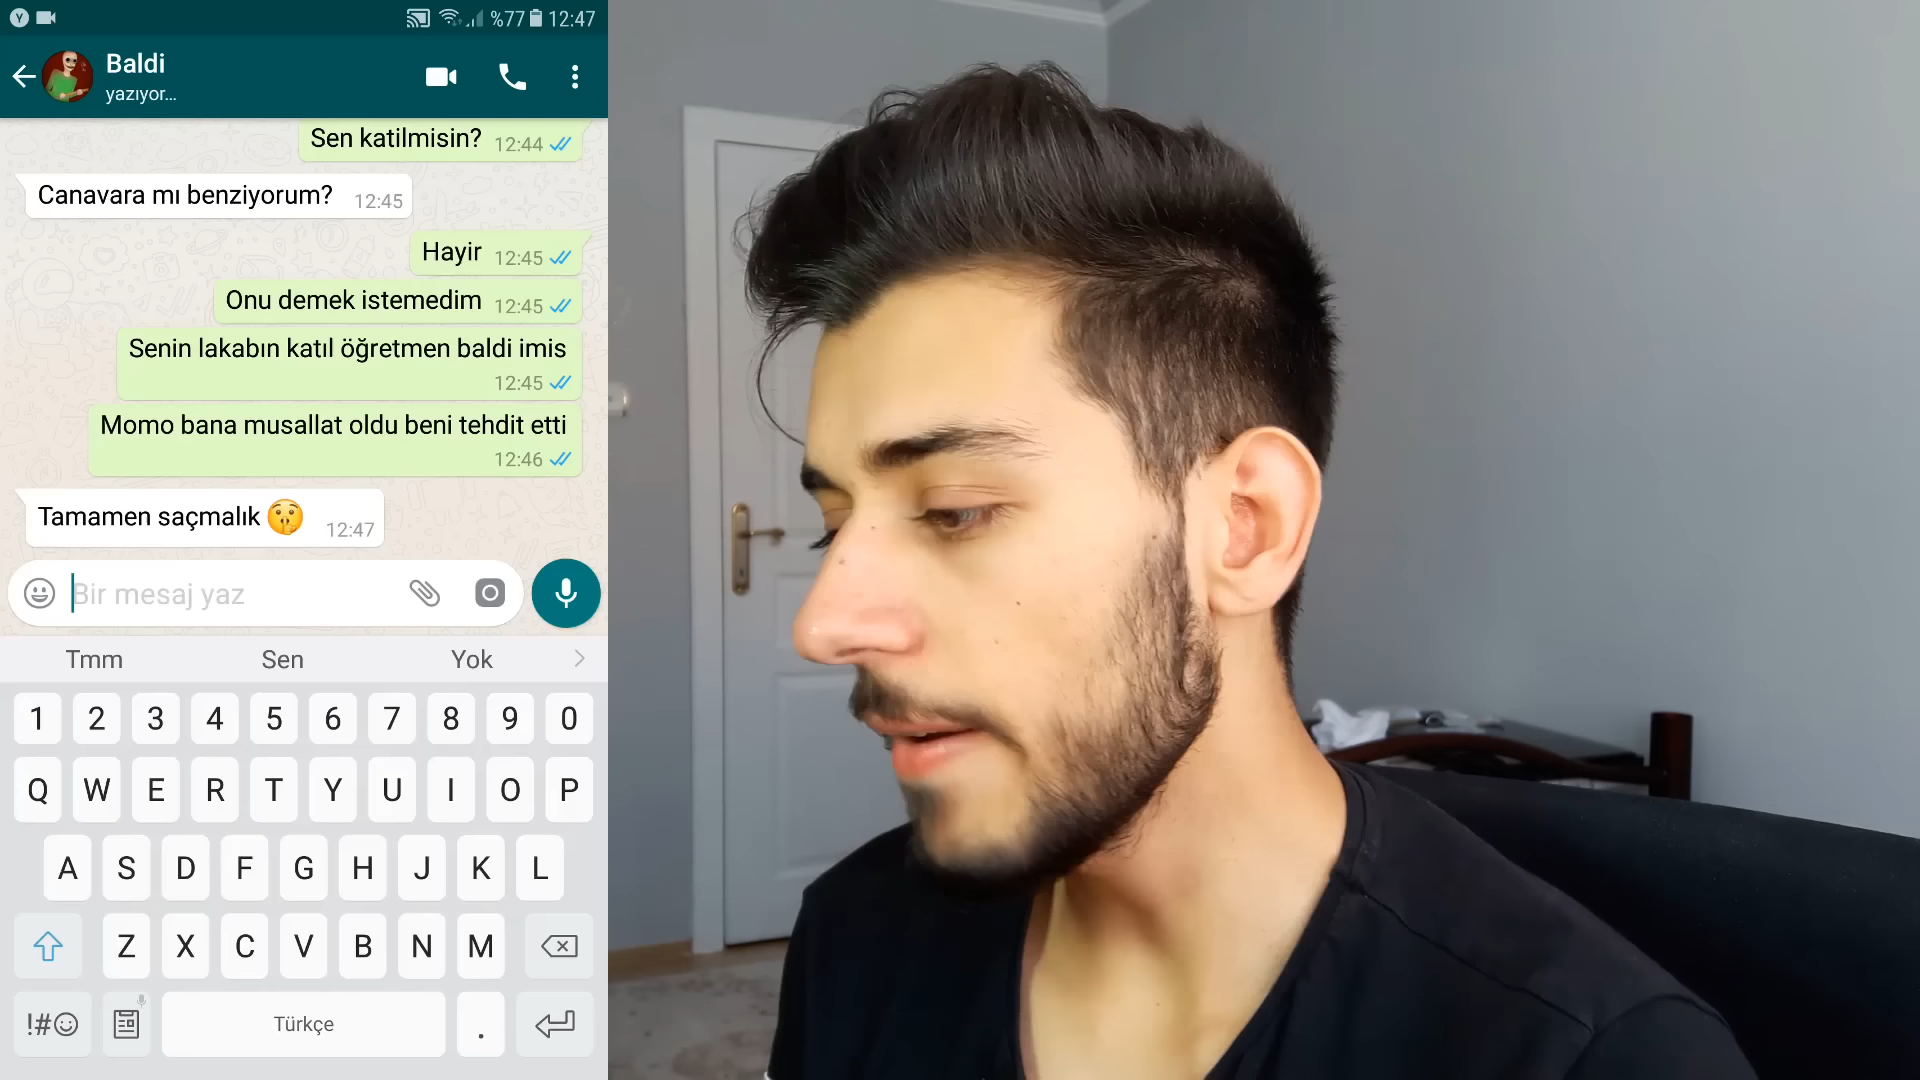 %77 12:47
Baldi
yazıyor...
Sen katilmisin? 12:44
Canavara mı benziyorum? 12:45
Hayir 12:45
Onu demek istemedim 12:45
Senin lakabın katıl öğretmen baldi imis
12:45
Momo bana musallat oldu beni tehdit etti
12:46
Tamamen saçmalık 🤫 12:47
Bir mesaj yaz
Tmm Sen Yok
1 2 3 4 5 6 7 8 9 0
Q W E R T Y U I O P
A S D F G H J K L
Z X C V B N M
!#☺ Türkçe .